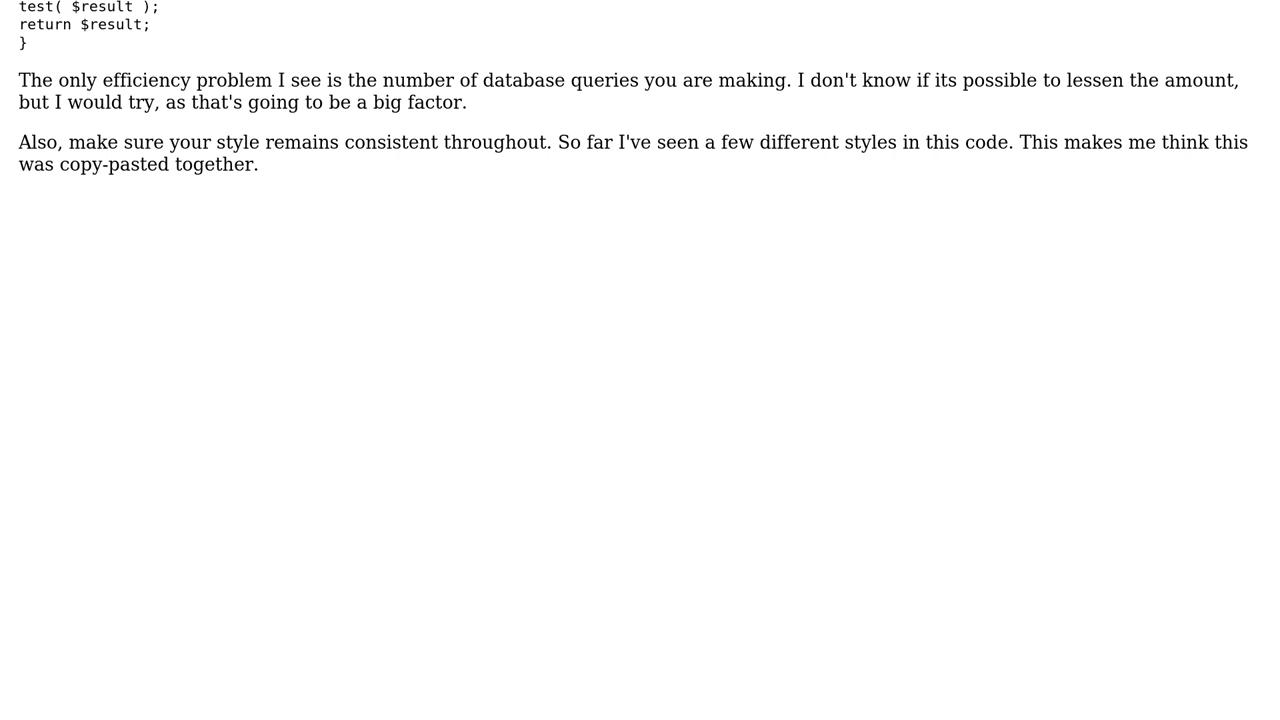 test( $result );
return $result;
}
The only efficiency problem I see is the number of database queries you are making. I don't know if its possible to lessen the amount,
but I would try, as that's going to be a big factor.
Also, make sure your style remains consistent throughout. So far I've seen a few different styles in this code. This makes me think this
was copy-pasted together.